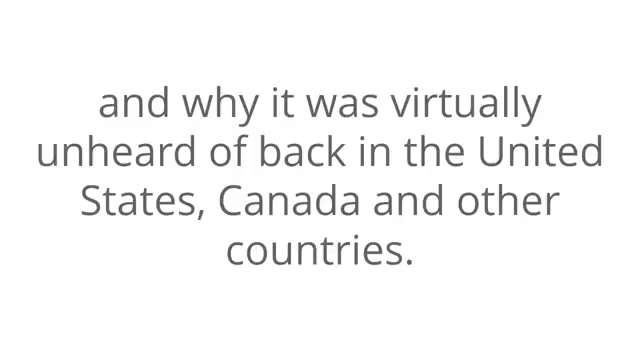 and why it was virtually
unheard of back in the United
States, Canada and other
countries.